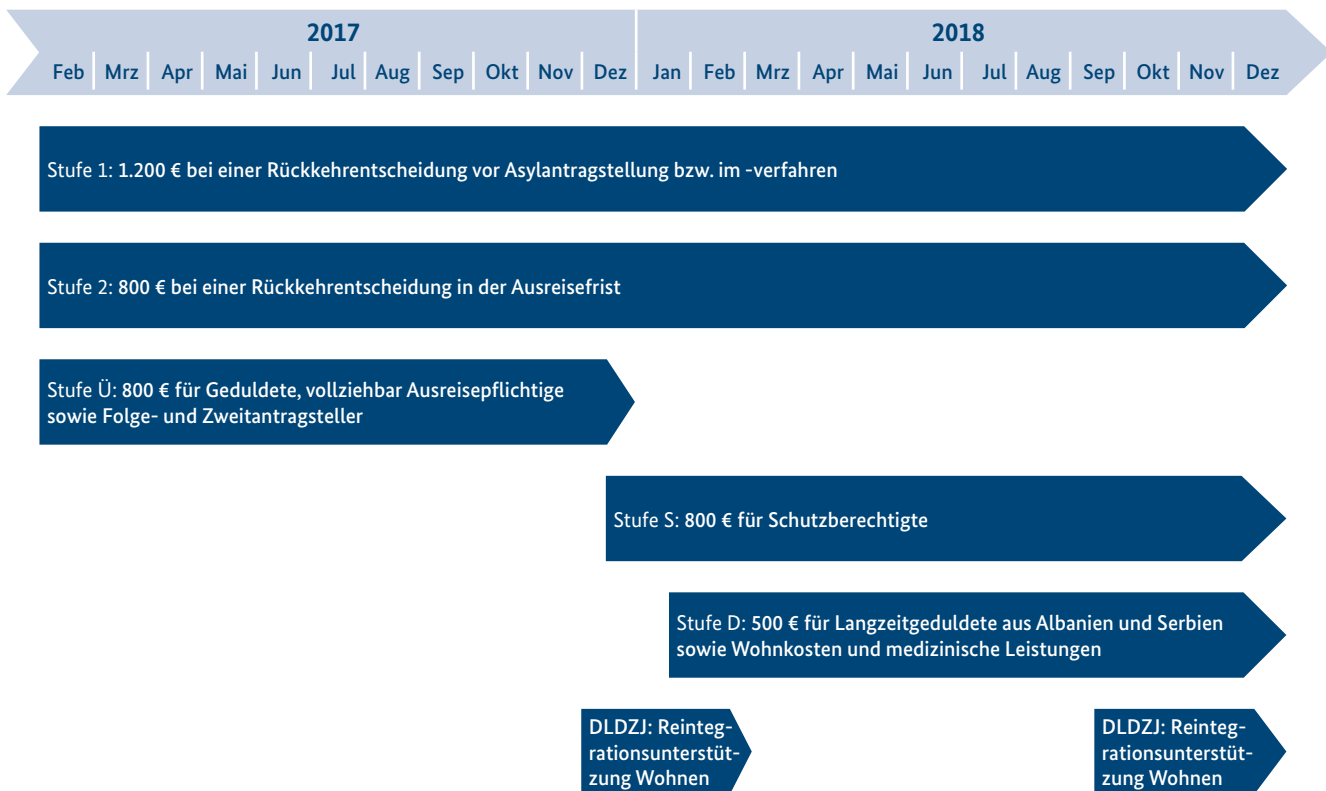 2017
2018
Feb Mrz Apr Mai Jun Jul Aug Sep Okt Nov Dez Jan Feb Mrz Apr Mai Jun Jul Aug Sep Okt Nov Dez
Stufe 1: 1.200 € bei einer Rückkehrentscheidung vor Asylantragstellung bzw. im -verfahren
Stufe 2: 800 € bei einer Rückkehrentscheidung in der Ausreisefrist
Stufe Ü: 800 € für Geduldete, vollziehbar Ausreisepflichtige
sowie Folge- und Zweitantragsteller
Stufe S: 800 € für Schutzberechtigte
Stufe D: 500 € für Langzeitgeduldete aus Albanien und Serbien
sowie Wohnkosten und medizinische Leistungen
DLDZJ: Reinteg-
rationsunterstüt-
zung Wohnen
DLDZJ: Reinteg-
rationsunterstüt-
zung Wohnen